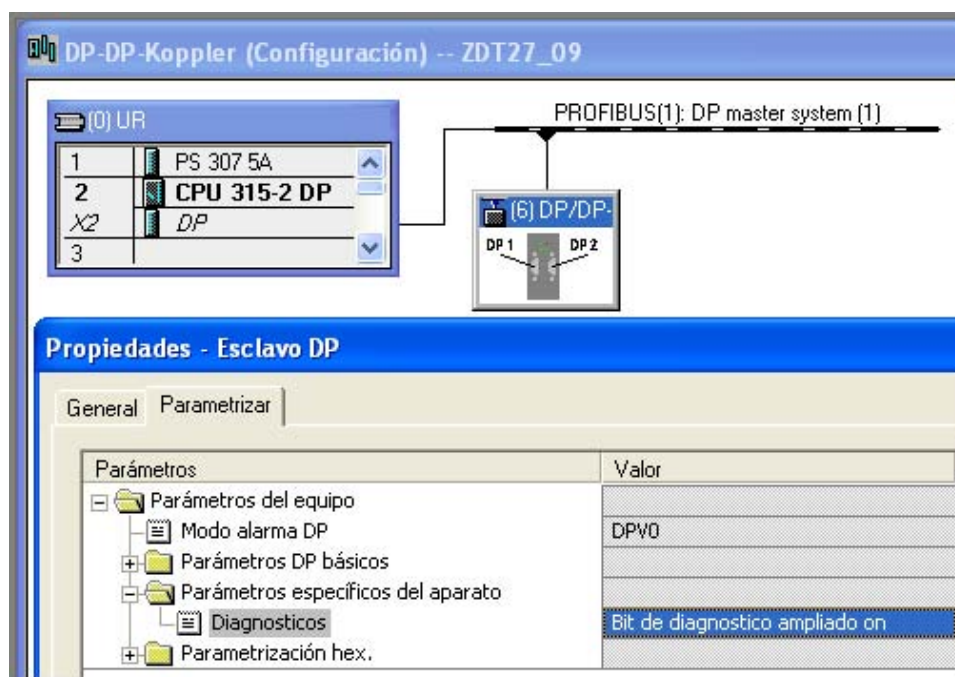 DP-DP-Koppler (Configuración) -- ZDT27_09
(0) UR
1 PS 307 5A
2 CPU 315-2 DP
X2 DP
3
PROFIBUS(1): DP master system (1)
(6) DP/DP-
DP 1 DP 2
Propiedades - Esclavo DP
General Parametrizar
Parámetros Valor
Parámetros del equipo
Modo alarma DP DPV0
Parámetros DP básicos
Parámetros específicos del aparato
Diagnosticos Bit de diagnostico ampliado on
Parametrización hex.